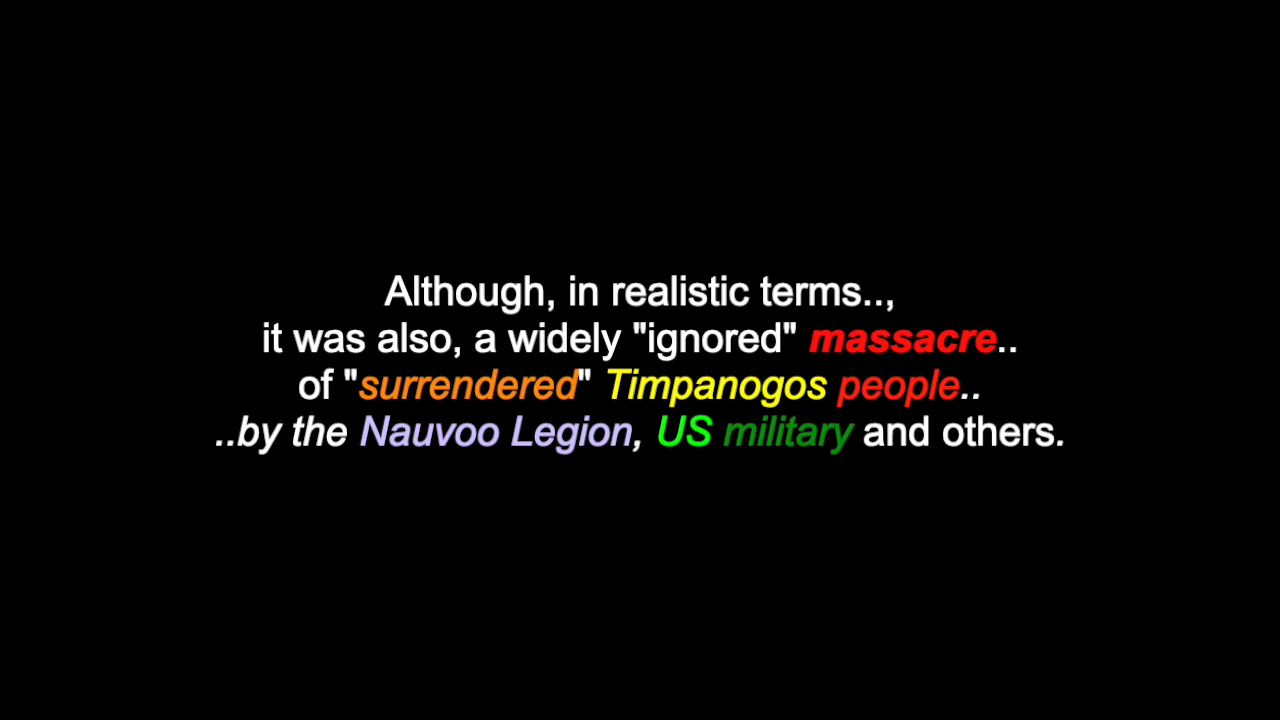 Although, in realistic terms..,
it was also, a widely "ignored" massacre..
of "surrendered" Timpanogos people..
..by the Nauvoo Legion, US military and others.